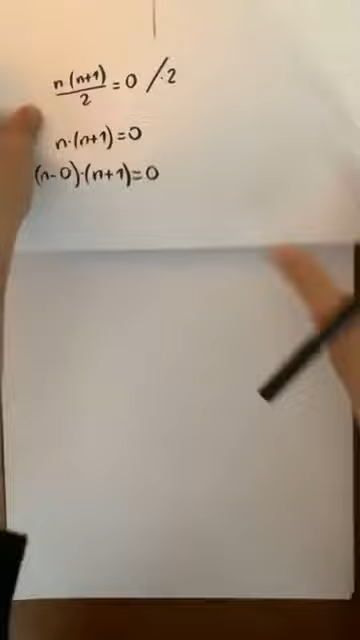 n(n+1)/2 = 0 /·2
n·(n+1)=0
(n-0)·(n+1)=0